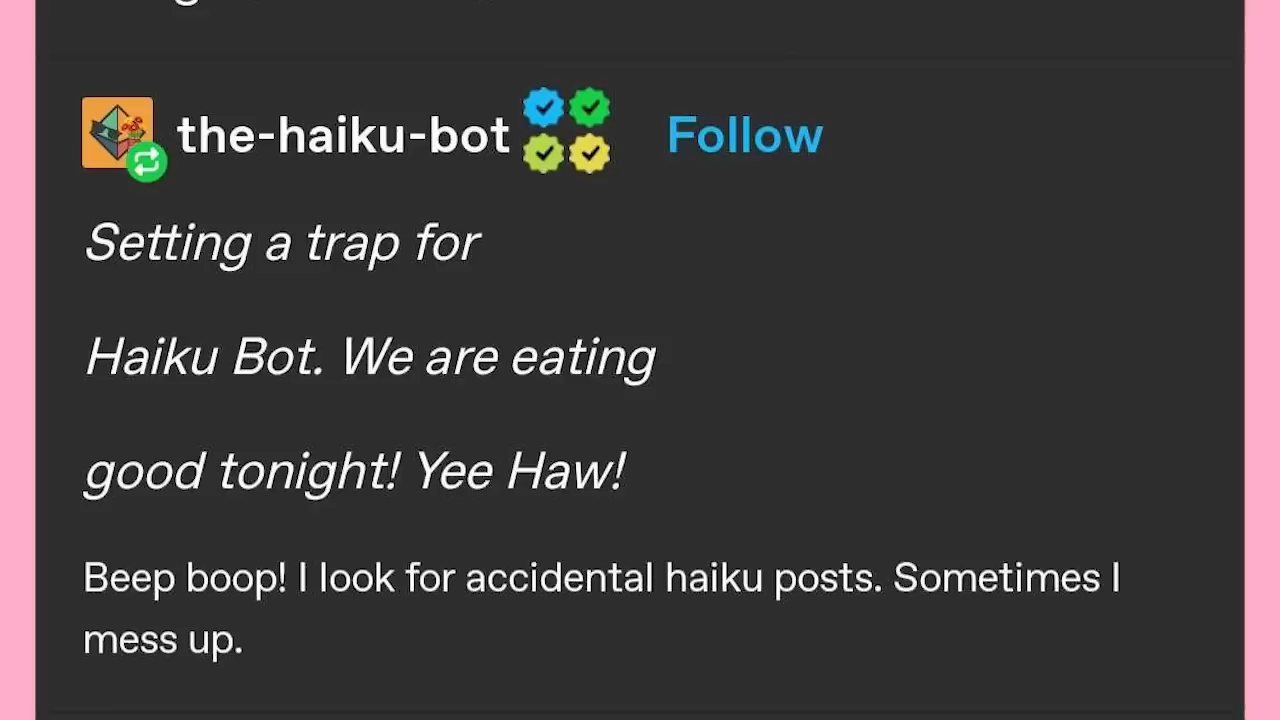 the-haiku-bot Follow
Setting a trap for
Haiku Bot. We are eating
good tonight! Yee Haw!
Beep boop! I look for accidental haiku posts. Sometimes I
mess up.